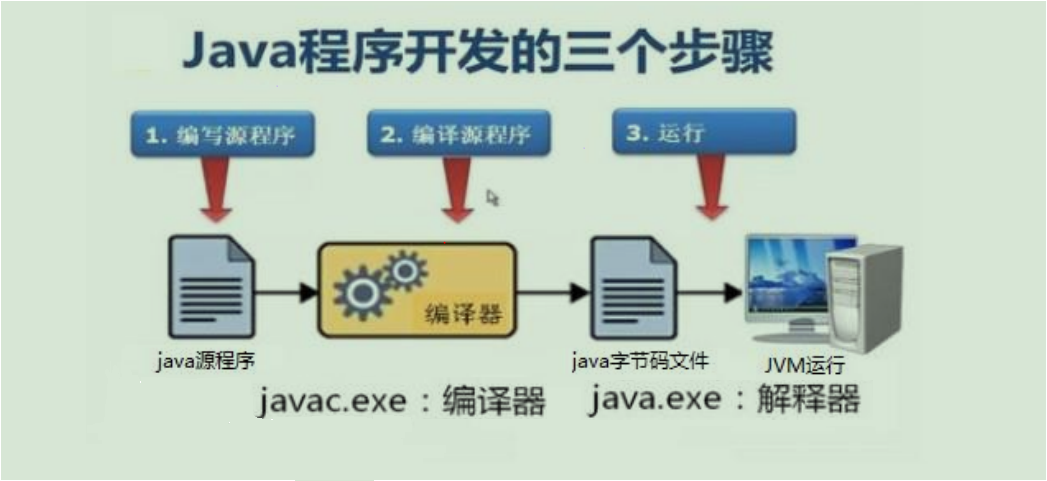 Java程序开发的三个步骤
1. 编写源程序
2. 编译源程序
3. 运行
编译器
java源程序
java字节码文件
JVM运行
javac.exe：编译器
java.exe：解释器